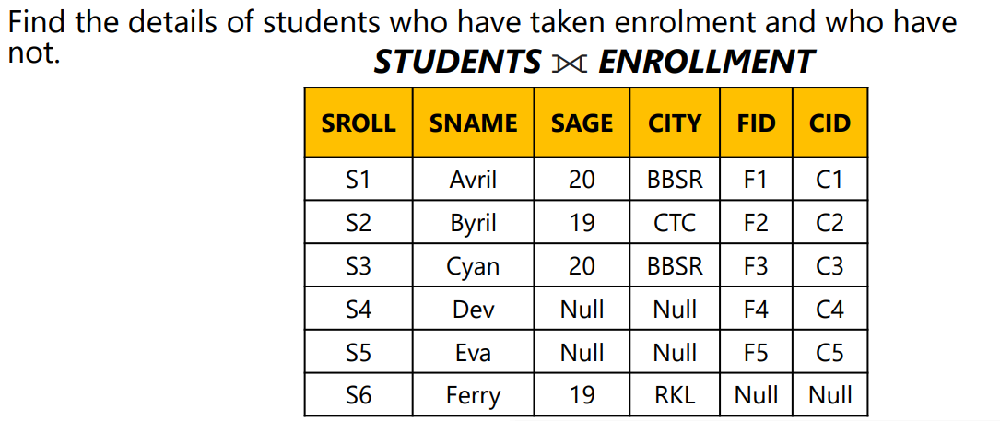 Find the details of students who have taken enrolment and who have
not.
STUDENTS ⟗ ENROLLMENT
SROLL SNAME SAGE CITY FID CID
S1 Avril 20 BBSR F1 C1
S2 Byril 19 CTC F2 C2
S3 Cyan 20 BBSR F3 C3
S4 Dev Null Null F4 C4
S5 Eva Null Null F5 C5
S6 Ferry 19 RKL Null Null